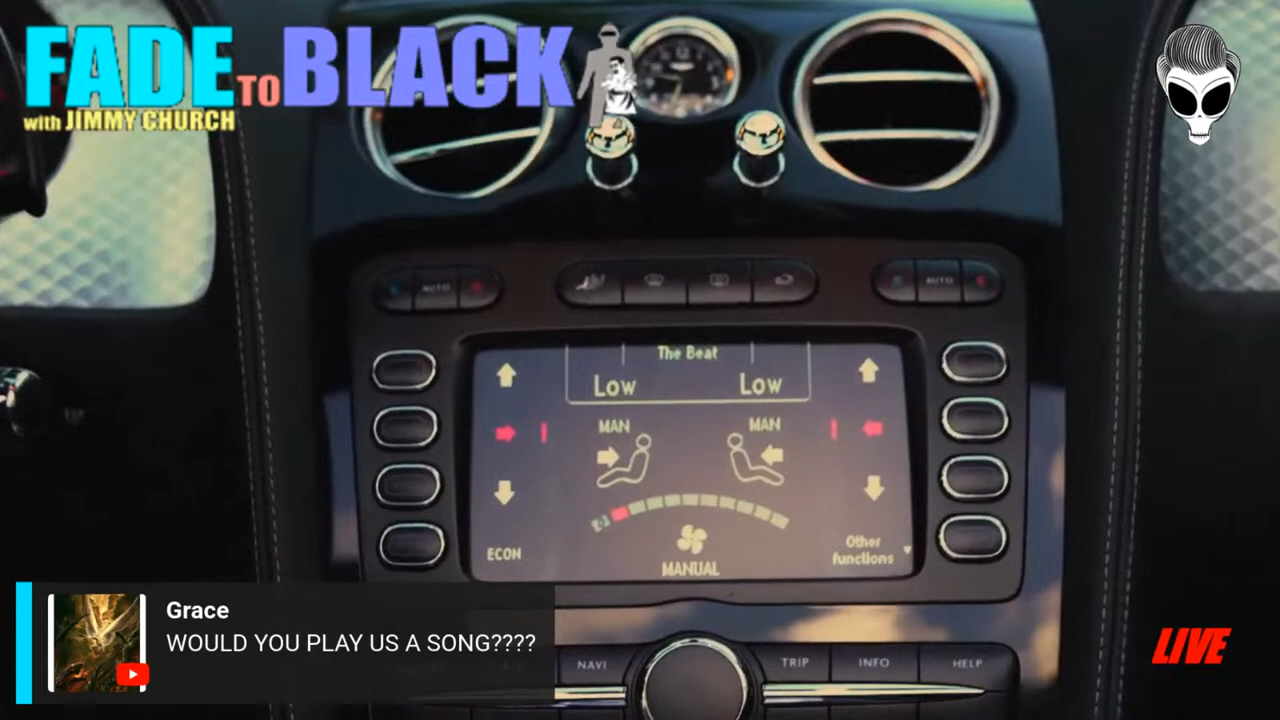 FADE TO BLACK
with JIMMY CHURCH
AUTO
AUTO
The Beat
Low Low
MAN MAN
ECON
MANUAL
Other
functions
Grace
WOULD YOU PLAY US A SONG????
LIVE
NAVI TRIP INFO HELP